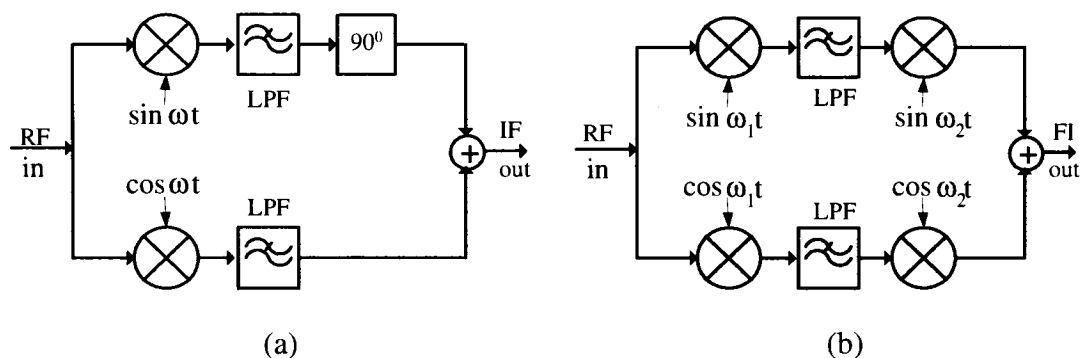 90⁰
sin ωt
LPF
RF
in
IF
out
cos ωt
LPF
(a)
sin ω₁t
LPF
sin ω₂t
RF
in
FI
out
cos ω₁t
LPF
cos ω₂t
(b)